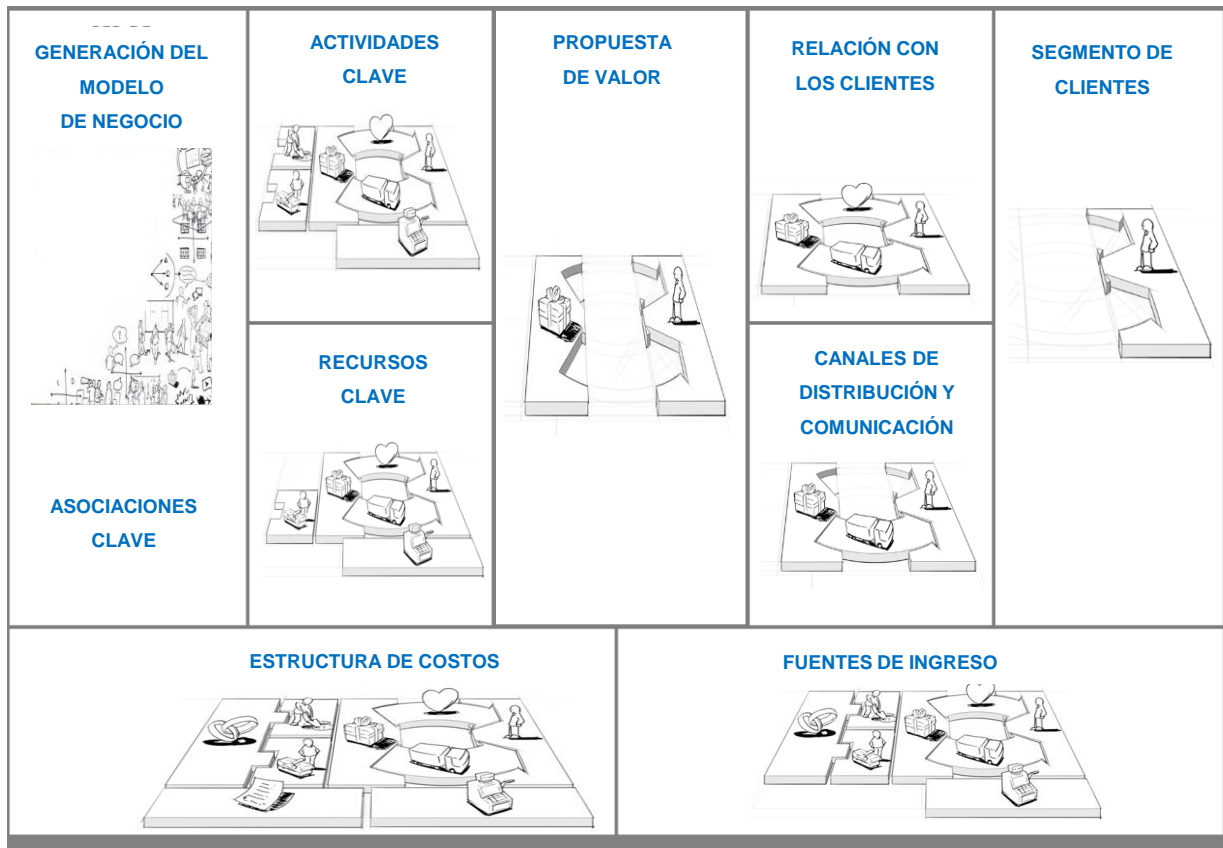 GENERACIÓN DEL
MODELO
DE NEGOCIO
ASOCIACIONES
CLAVE
ACTIVIDADES
CLAVE
RECURSOS
CLAVE
PROPUESTA
DE VALOR
RELACIÓN CON
LOS CLIENTES
CANALES DE
DISTRIBUCIÓN Y
COMUNICACIÓN
SEGMENTO DE
CLIENTES
ESTRUCTURA DE COSTOS
FUENTES DE INGRESO